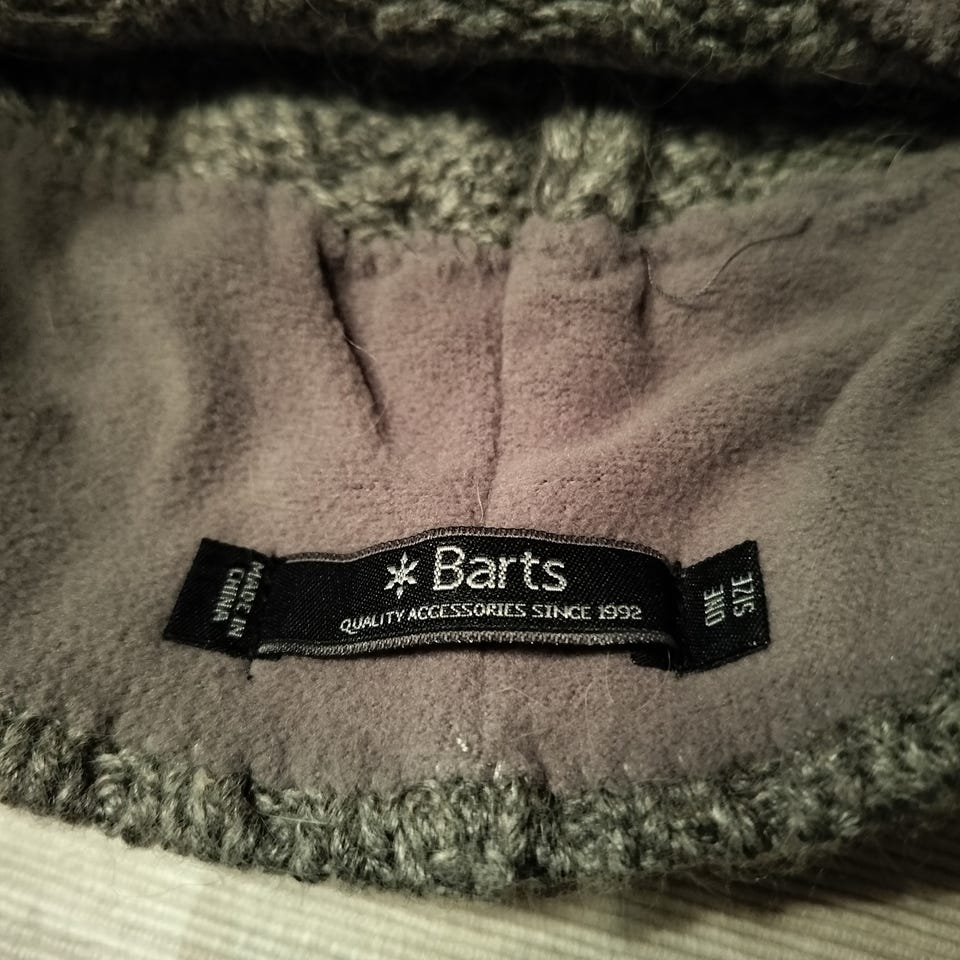 MADE IN
CHINA
Barts
QUALITY ACCESSORIES SINCE 1992
ONE
SIZE